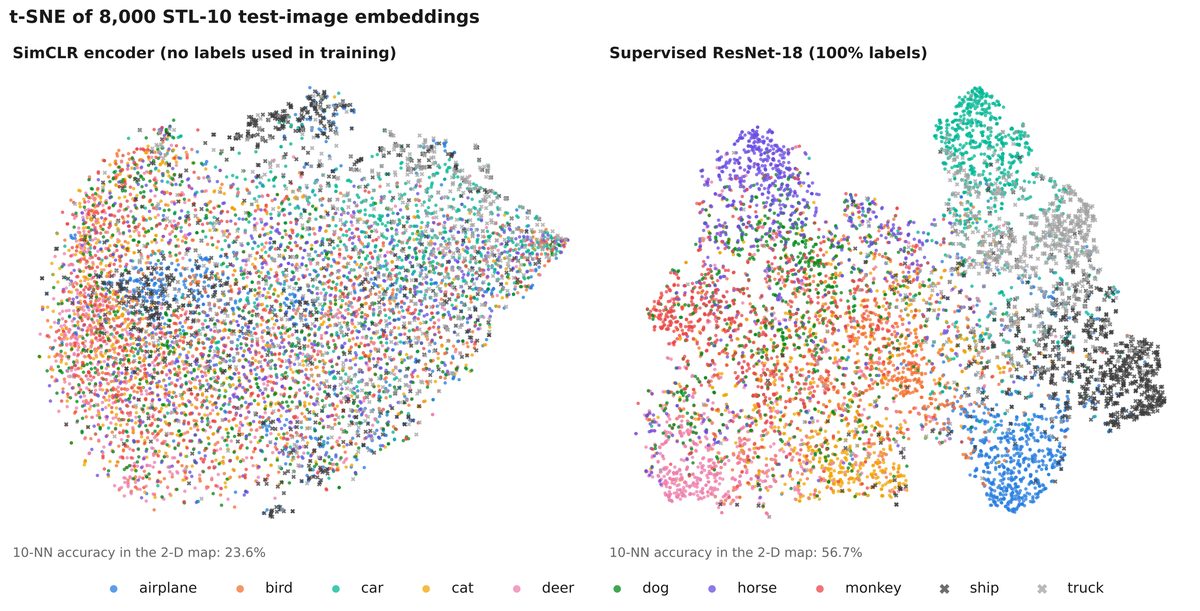 t-SNE of 8,000 STL-10 test-image embeddings
SimCLR encoder (no labels used in training)
Supervised ResNet-18 (100% labels)
10-NN accuracy in the 2-D map: 23.6%
10-NN accuracy in the 2-D map: 56.7%
airplane bird car cat deer dog horse monkey ship truck